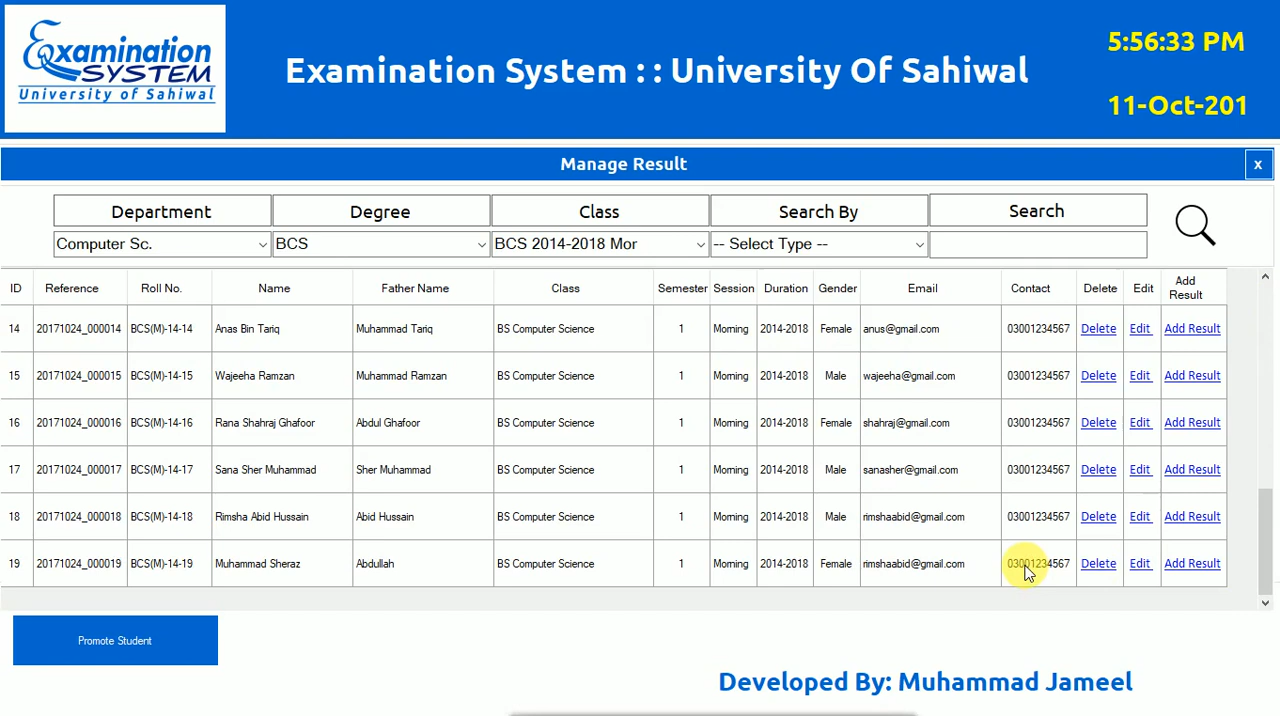 Examination
SYSTEM
University of Sahiwal
Examination System : : University Of Sahiwal
5:56:33 PM
11-Oct-201
Manage Result
x
Department Degree Class Search By Search
Computer Sc. BCS BCS 2014-2018 Mor -- Select Type --
ID Reference Roll No. Name Father Name Class Semester Session Duration Gender Email Contact Delete Edit Add Result
14 20171024_000014 BCS(M)-14-14 Anas Bin Tariq Muhammad Tariq BS Computer Science 1 Morning 2014-2018 Female anus@gmail.com 03001234567 Delete Edit Add Result
15 20171024_000015 BCS(M)-14-15 Wajeeha Ramzan Muhammad Ramzan BS Computer Science 1 Morning 2014-2018 Male wajeeha@gmail.com 03001234567 Delete Edit Add Result
16 20171024_000016 BCS(M)-14-16 Rana Shahraj Ghafoor Abdul Ghafoor BS Computer Science 1 Morning 2014-2018 Female shahraj@gmail.com 03001234567 Delete Edit Add Result
17 20171024_000017 BCS(M)-14-17 Sana Sher Muhammad Sher Muhammad BS Computer Science 1 Morning 2014-2018 Male sanasher@gmail.com 03001234567 Delete Edit Add Result
18 20171024_000018 BCS(M)-14-18 Rimsha Abid Hussain Abid Hussain BS Computer Science 1 Morning 2014-2018 Male rimshaabid@gmail.com 03001234567 Delete Edit Add Result
19 20171024_000019 BCS(M)-14-19 Muhammad Sheraz Abdullah BS Computer Science 1 Morning 2014-2018 Female rimshaabid@gmail.com 03001234567 Delete Edit Add Result
Promote Student
Developed By: Muhammad Jameel